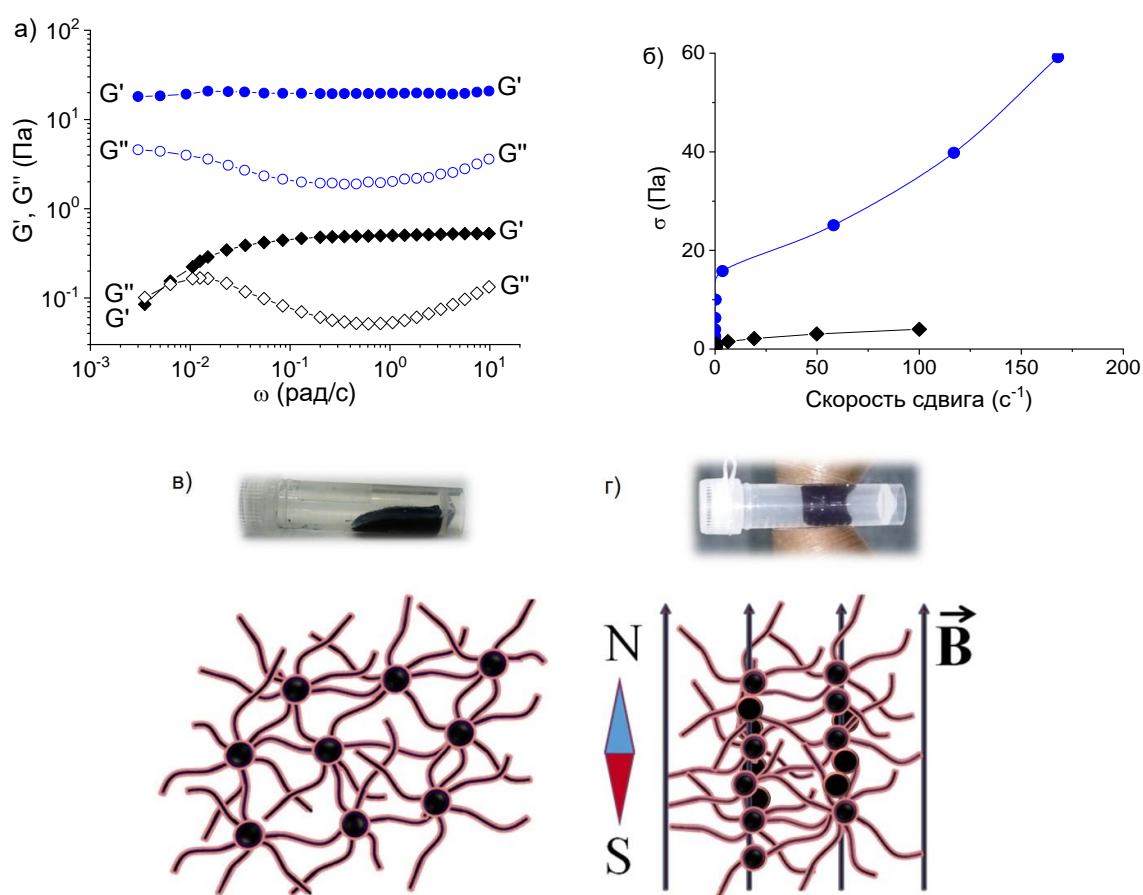 а)
10²
10¹
10⁰
10⁻¹
G', G'' (Па)
G'
G'
G''
G''
G'
G''
G'
G''
10⁻³
10⁻²
10⁻¹
10⁰
10¹
ω (рад/с)
б)
60
40
20
0
σ (Па)
0
50
100
150
200
Скорость сдвига (с⁻¹)
в)
г)
N
S
B